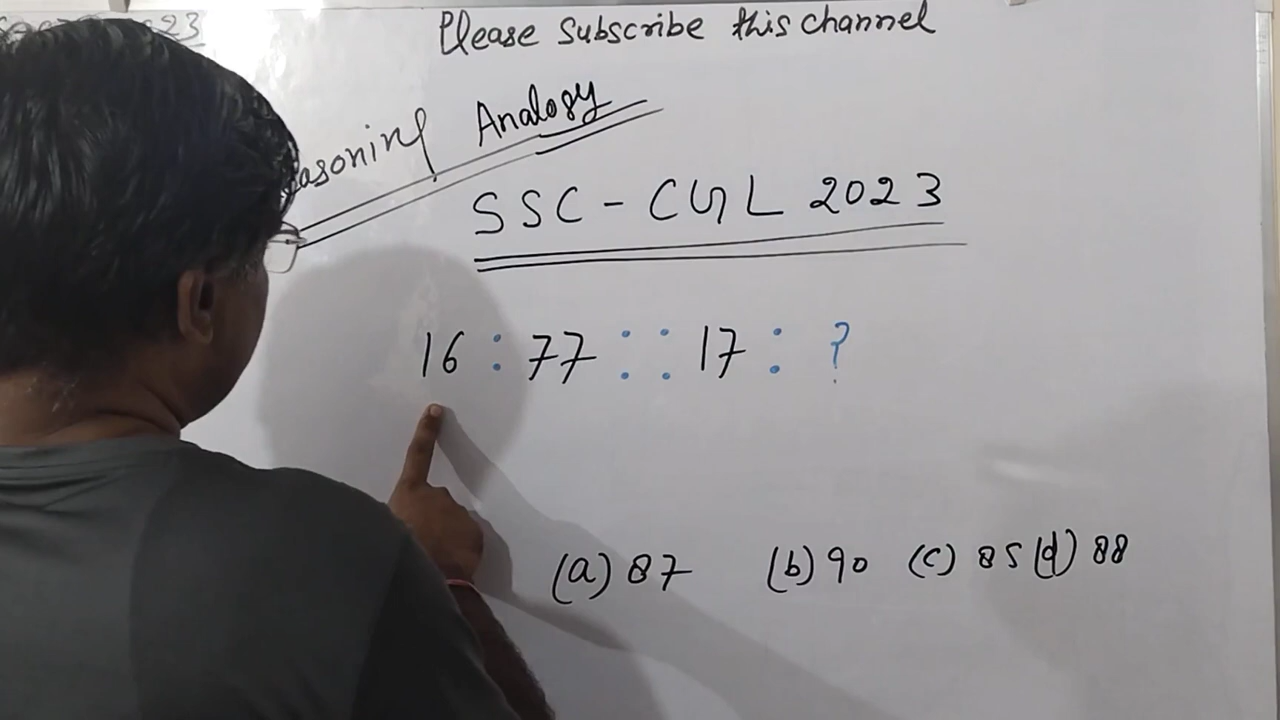 Please Subscribe this channel
Analogy
SSC - CGL 2023
16 : 77 :: 17 : ?
(a) 87 (b) 90 (c) 85 (d) 88